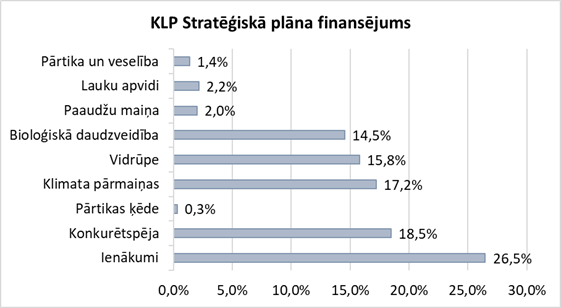 KLP Stratēģiskā plāna finansējums
Pārtika un veselība 1,4%
Lauku apvidi 2,2%
Paaudžu maiņa 2,0%
Bioloģiskā daudzveidība 14,5%
Vidrūpe 15,8%
Klimata pārmaiņas 17,2%
Pārtikas ķēde 0,3%
Konkurētspēja 18,5%
Ienākumi 26,5%
0,0% 5,0% 10,0% 15,0% 20,0% 25,0% 30,0%